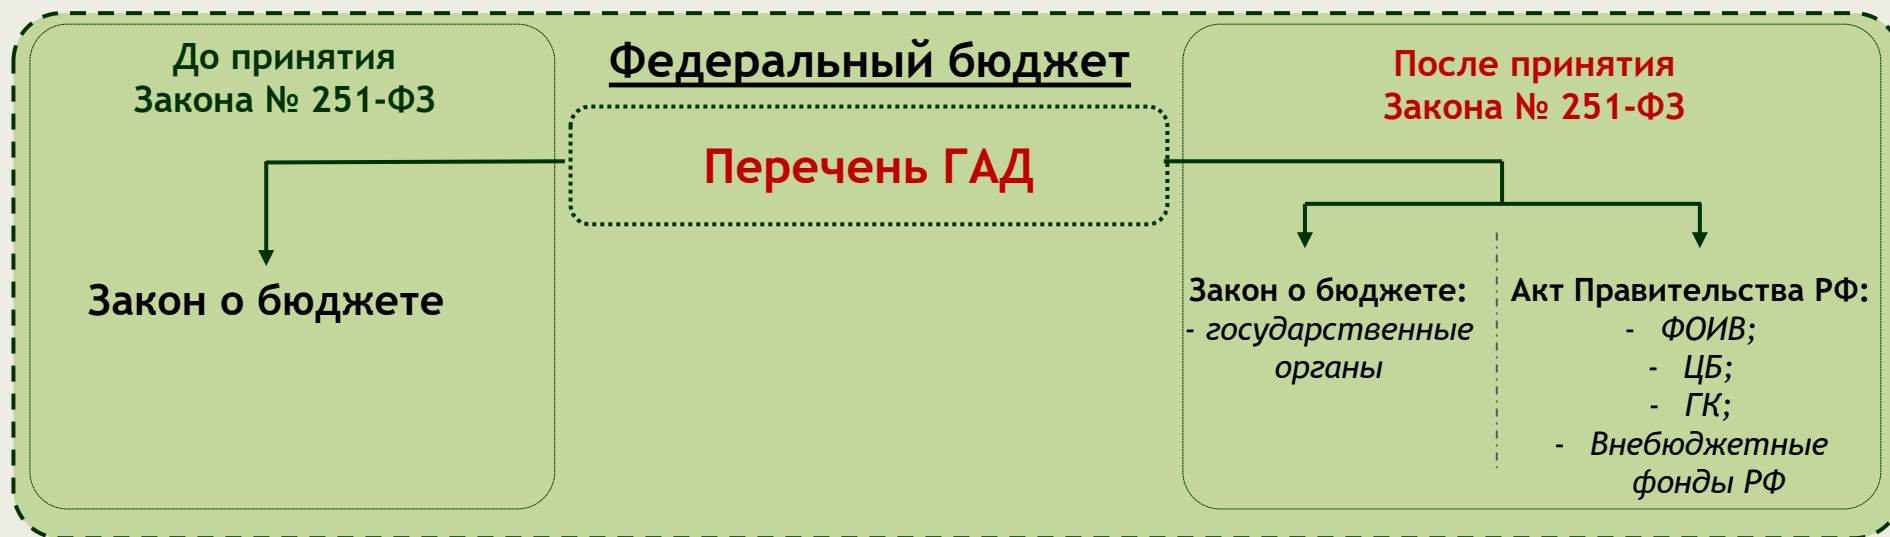 До принятия
Закона № 251-ФЗ
Федеральный бюджет
Перечень ГАД
После принятия
Закона № 251-ФЗ
Закон о бюджете
Закон о бюджете:
- государственные
органы
Акт Правительства РФ:
- ФОИВ;
- ЦБ;
- ГК;
- Внебюджетные
фонды РФ